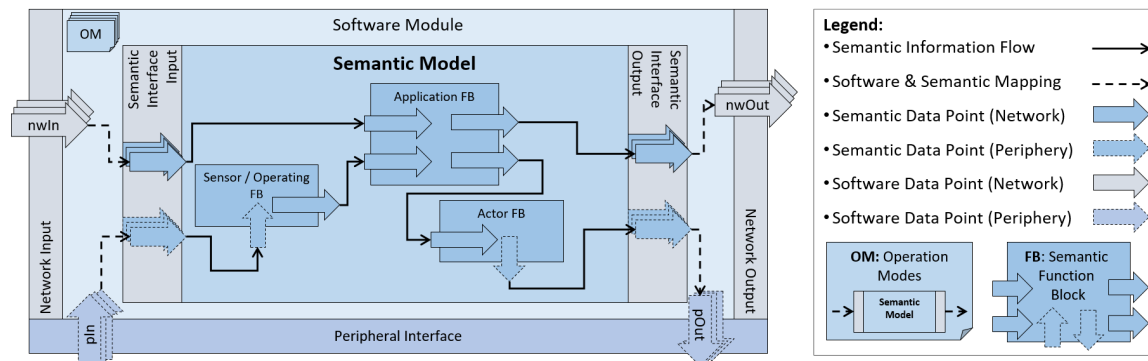 OM
Software Module
Network Input
Semantic
Interface
Input
Semantic Model
Semantic
Interface
Output
Network Output
nwIn
nwOut
Application FB
Sensor / Operating
FB
Actor FB
pIn
pOut
Peripheral Interface
Legend:
• Semantic Information Flow
• Software & Semantic Mapping
• Semantic Data Point (Network)
• Semantic Data Point (Periphery)
• Software Data Point (Network)
• Software Data Point (Periphery)
OM: Operation
Modes
Semantic
Model
FB: Semantic
Function
Block